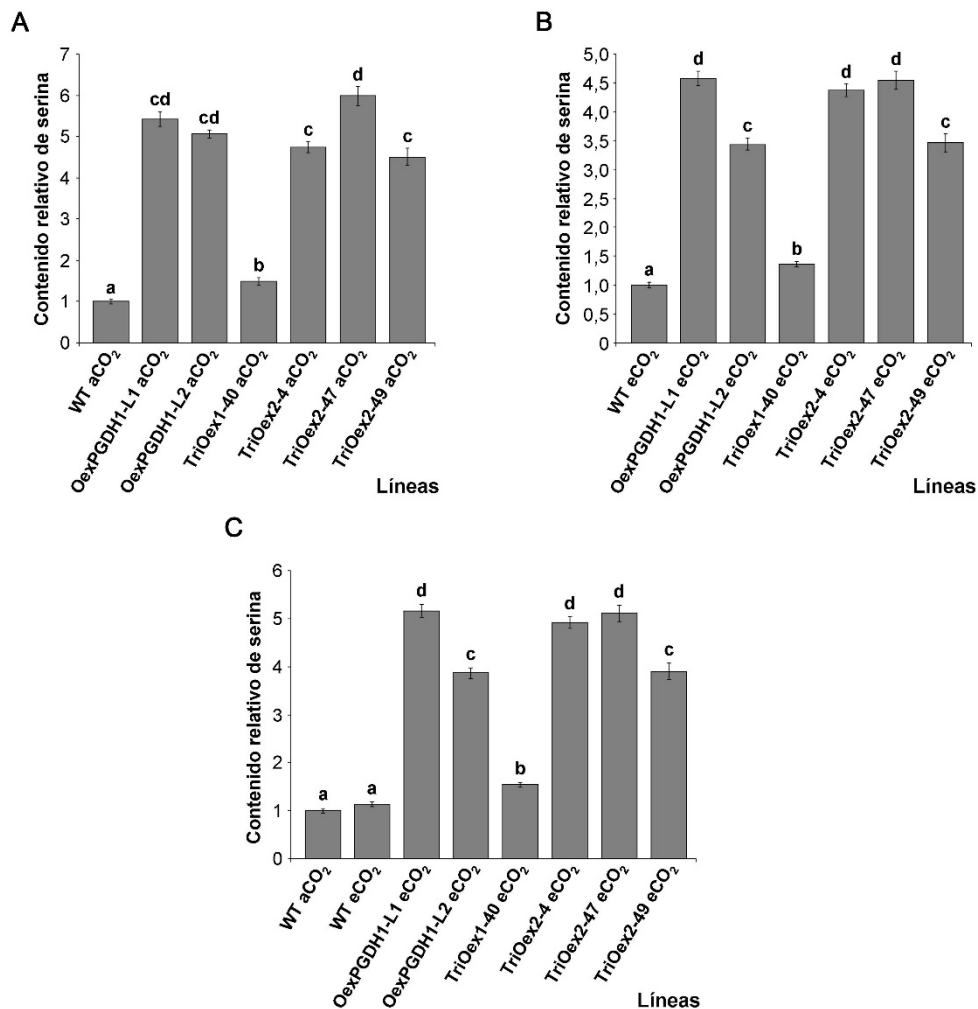 A
Contenido relativo de serina
7
6
5
4
3
2
1
0
a
cd
cd
b
c
d
c
WT aCO₂
OexPGDH1-L1 aCO₂
OexPGDH1-L2 aCO₂
TriOex1-40 aCO₂
TriOex2-4 aCO₂
TriOex2-47 aCO₂
TriOex2-49 aCO₂
Líneas
B
Contenido relativo de serina
5,0
4,5
4,0
3,5
3,0
2,5
2,0
1,5
1,0
0,5
0
a
d
c
b
d
d
c
WT eCO₂
OexPGDH1-L1 eCO₂
OexPGDH1-L2 eCO₂
TriOex1-40 eCO₂
TriOex2-4 eCO₂
TriOex2-47 eCO₂
TriOex2-49 eCO₂
Líneas
C
Contenido relativo de serina
6
5
4
3
2
1
0
a
a
d
c
b
d
d
c
WT aCO₂
WT eCO₂
OexPGDH1-L1 eCO₂
OexPGDH1-L2 eCO₂
TriOex1-40 eCO₂
TriOex2-4 eCO₂
TriOex2-47 eCO₂
TriOex2-49 eCO₂
Líneas